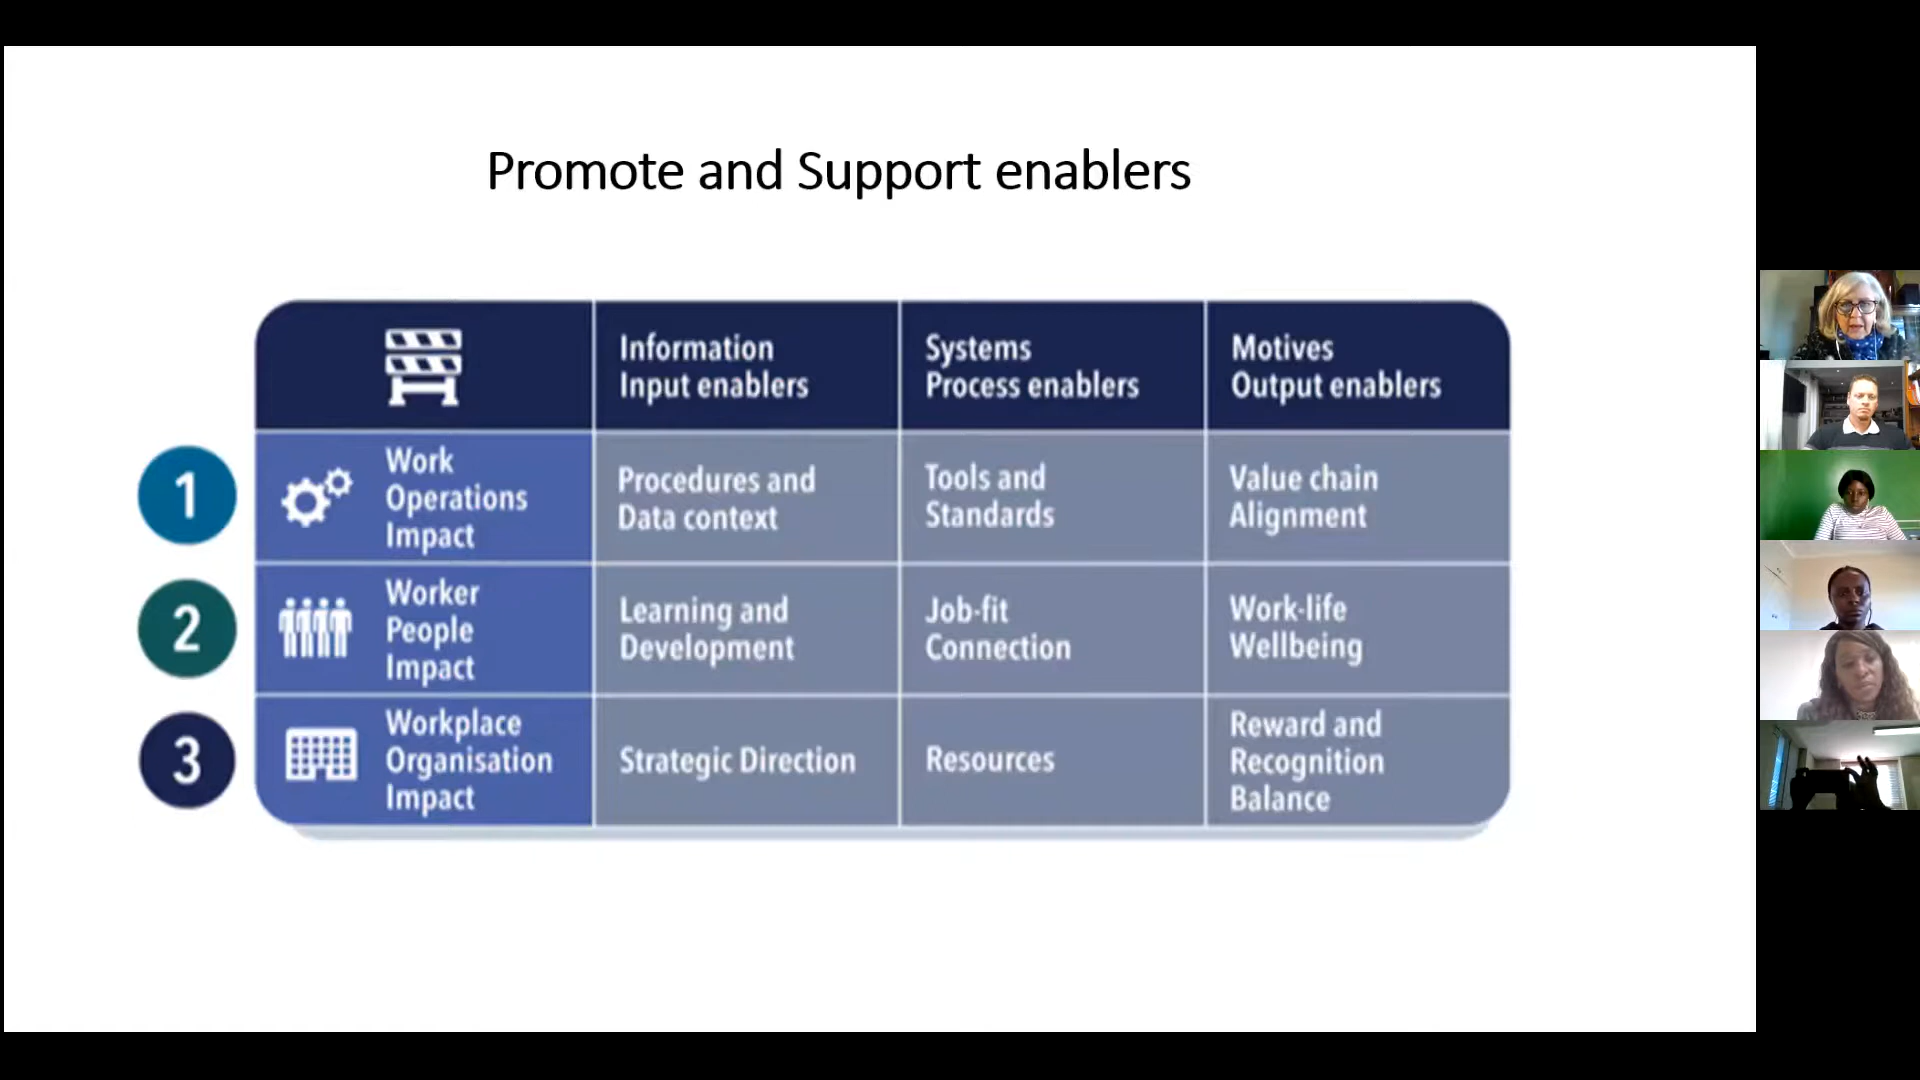 Promote and Support enablers
Information
Input enablers
Systems
Process enablers
Motives
Output enablers
1
Work
Operations
Impact
Procedures and
Data context
Tools and
Standards
Value chain
Alignment
2
Worker
People
Impact
Learning and
Development
Job-fit
Connection
Work-life
Wellbeing
3
Workplace
Organisation
Impact
Strategic Direction
Resources
Reward and
Recognition
Balance